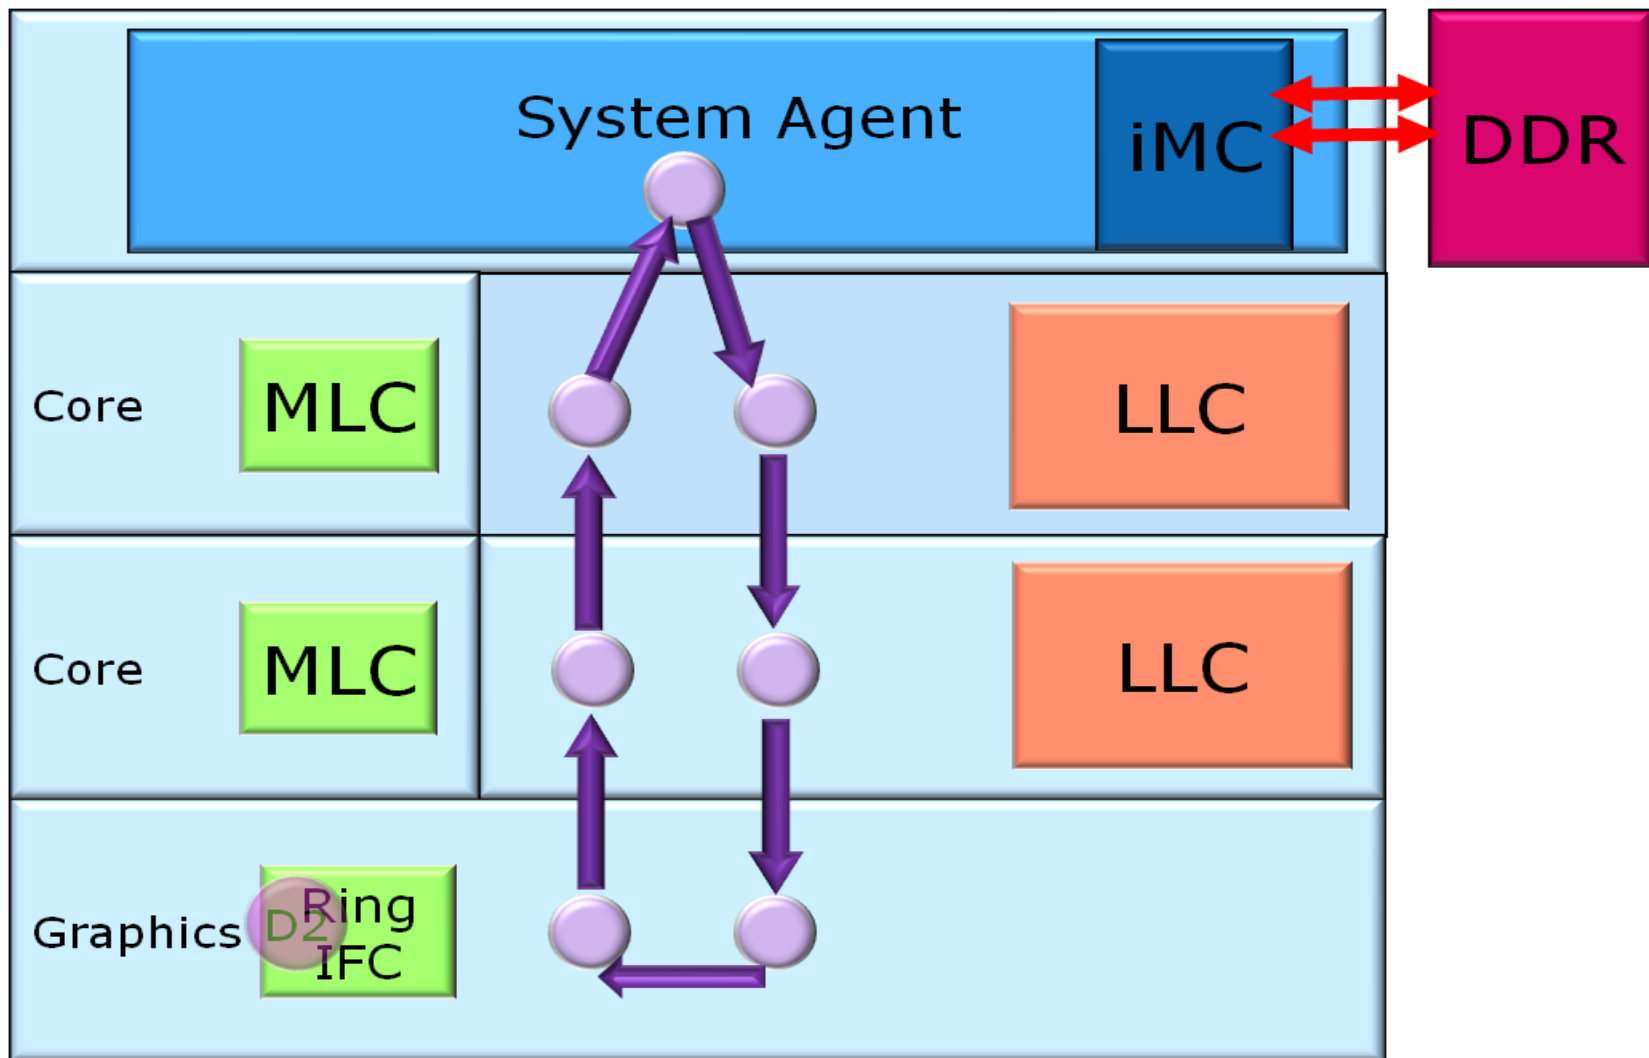 System Agent
iMC
DDR
Core
MLC
LLC
Core
MLC
LLC
Graphics
D2
Ring
IFC